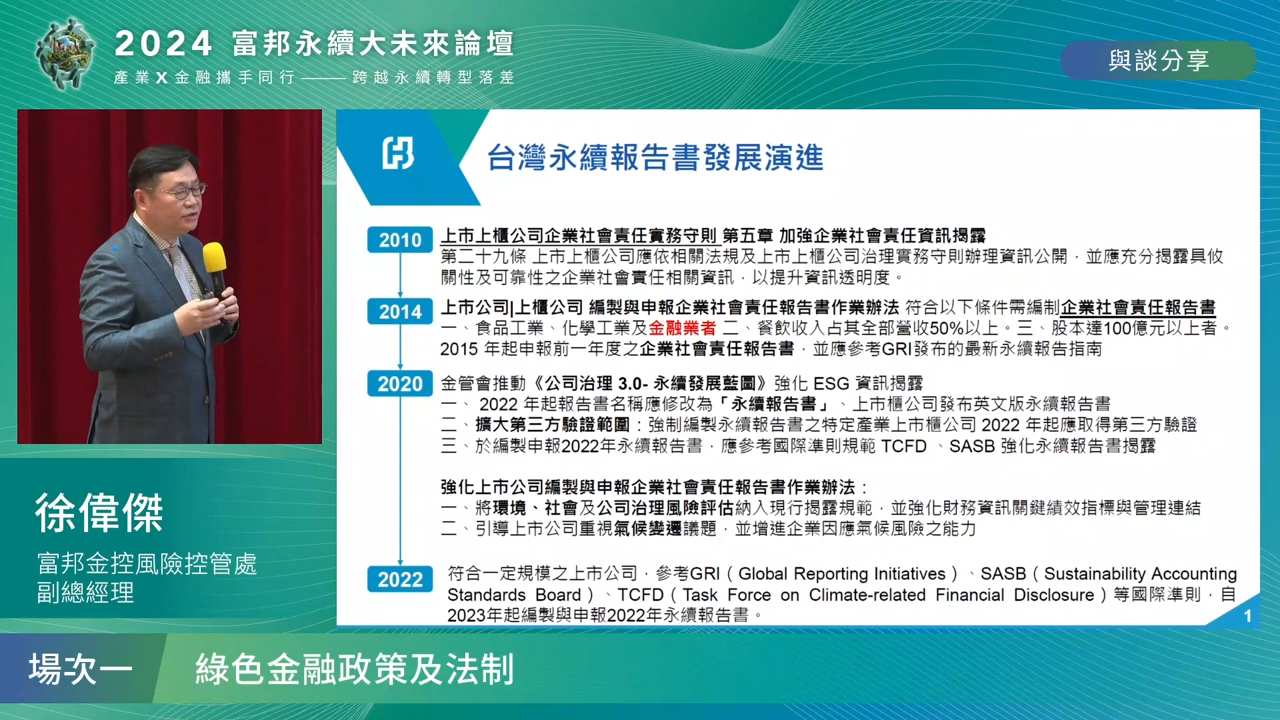 2024 富邦永續大未來論壇
產業X金融攜手同行 —— 跨越永續轉型落差
與談分享
台灣永續報告書發展演進
2010
上市上櫃公司企業社會責任實務守則 第五章 加強企業社會責任資訊揭露
第二十九條 上市上櫃公司應依相關法規及上市上櫃公司治理實務守則辦理資訊公開，並應充分揭露具攸
關性及可靠性之企業社會責任相關資訊，以提升資訊透明度。
2014
上市公司|上櫃公司 編製與申報企業社會責任報告書作業辦法 符合以下條件需編制企業社會責任報告書
一、食品工業、化學工業及金融業者 二、餐飲收入占其全部營收50%以上。三、股本達100億元以上者。
2015 年起申報前一年度之企業社會責任報告書，並應參考GRI發布的最新永續報告指南
2020
金管會推動《公司治理 3.0- 永續發展藍圖》強化 ESG 資訊揭露
一、 2022 年起報告書名稱應修改為「永續報告書」、上市櫃公司發布英文版永續報告書
二、擴大第三方驗證範圍：強制編製永續報告書之特定產業上市櫃公司 2022 年起應取得第三方驗證
三、於編製申報2022年永續報告書，應參考國際準則規範 TCFD 、SASB 強化永續報告書揭露
強化上市公司編製與申報企業社會責任報告書作業辦法：
一、將環境、社會及公司治理風險評估納入現行揭露規範，並強化財務資訊關鍵績效指標與管理連結
二、引導上市公司重視氣候變遷議題，並增進企業因應氣候風險之能力
2022
符合一定規模之上市公司，參考GRI（Global Reporting Initiatives）、SASB（Sustainability Accounting
Standards Board）、TCFD（Task Force on Climate-related Financial Disclosure）等國際準則，自
2023年起編製與申報2022年永續報告書。
1
徐偉傑
富邦金控風險控管處
副總經理
場次一
綠色金融政策及法制